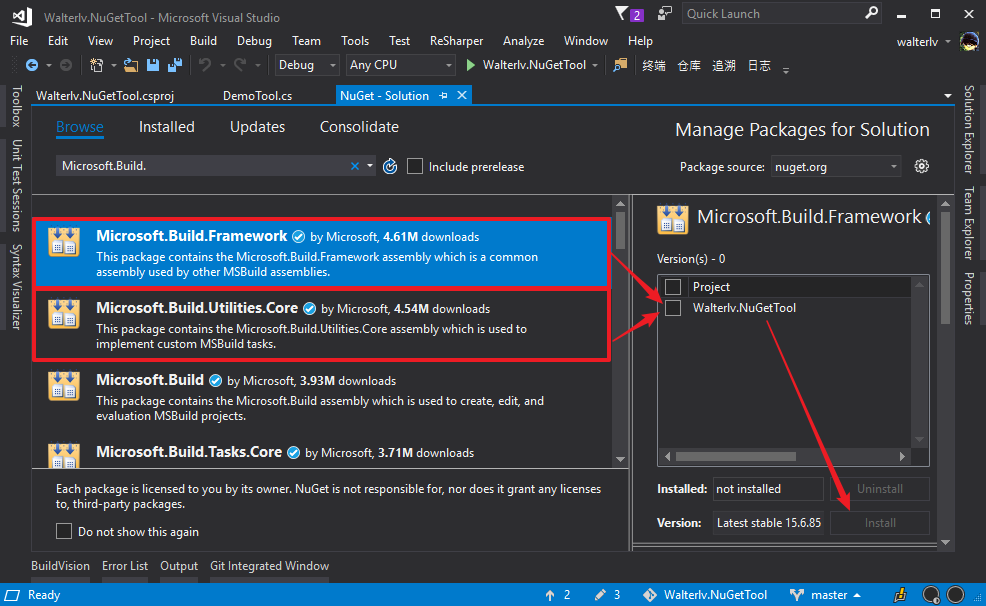 Walterlv.NuGetTool - Microsoft Visual Studio
2
Quick Launch
File Edit View Project Build Debug Team Tools Test ReSharper Analyze Window Help
walterlv
Debug Any CPU Walterlv.NuGetTool 终端 仓库 追溯 日志
Toolbox
Unit Test Sessions
Syntax Visualizer
Walterlv.NuGetTool.csproj DemoTool.cs NuGet - Solution
Browse Installed Updates Consolidate
Manage Packages for Solution
Microsoft.Build.
Include prerelease
Package source: nuget.org
Microsoft.Build.Framework by Microsoft, 4.61M downloads
This package contains the Microsoft.Build.Framework assembly which is a common
assembly used by other MSBuild assemblies.
Microsoft.Build.Utilities.Core by Microsoft, 4.54M downloads
This package contains the Microsoft.Build.Utilities.Core assembly which is used to
implement custom MSBuild tasks.
Microsoft.Build by Microsoft, 3.93M downloads
This package contains the Microsoft.Build assembly which is used to create, edit, and
evaluation MSBuild projects.
Microsoft.Build.Tasks.Core by Microsoft, 3.71M downloads
Each package is licensed to you by its owner. NuGet is not responsible for, nor does it grant any licenses
to, third-party packages.
Do not show this again
Microsoft.Build.Framework
Version(s) - 0
Project
Walterlv.NuGetTool
Installed: not installed Uninstall
Version: Latest stable 15.6.85 Install
Solution Explorer
Team Explorer
Properties
BuildVision Error List Output Git Integrated Window
Ready 2 3 Walterlv.NuGetTool master